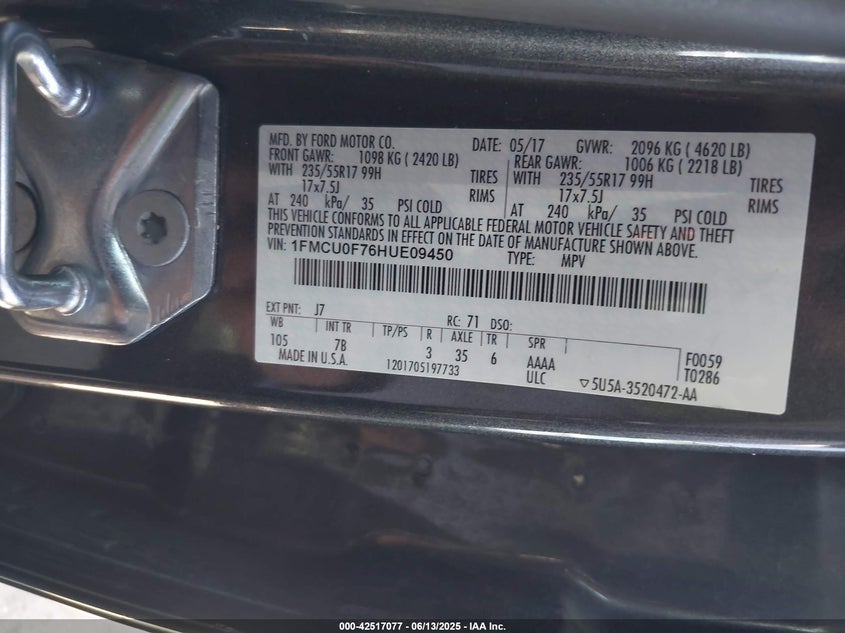 MFD. BY FORD MOTOR CO. DATE: 05/17 GVWR: 2096 KG ( 4620 LB)
FRONT GAWR: 1098 KG ( 2420 LB) REAR GAWR: 1006 KG ( 2218 LB)
WITH 235/55R17 99H TIRES WITH 235/55R17 99H TIRES
17x7.5J RIMS 17x7.5J RIMS
AT 240 kPa/ 35 PSI COLD AT 240 kPa/ 35 PSI COLD
THIS VEHICLE CONFORMS TO ALL APPLICABLE FEDERAL MOTOR VEHICLE SAFETY AND THEFT
PREVENTION STANDARDS IN EFFECT ON THE DATE OF MANUFACTURE SHOWN ABOVE.
VIN: 1FMCU0F76HUE09450 TYPE: MPV
EXT PNT: J7 RC: 71 DSO:
WB INT TR TP/PS R AXLE TR SPR F0059
105 7B 3 35 6 AAAA T0286
MADE IN U.S.A. 1201705197733 ULC ▽5U5A-3520472-AA
000-42517077 - 06/13/2025 - IAA Inc.